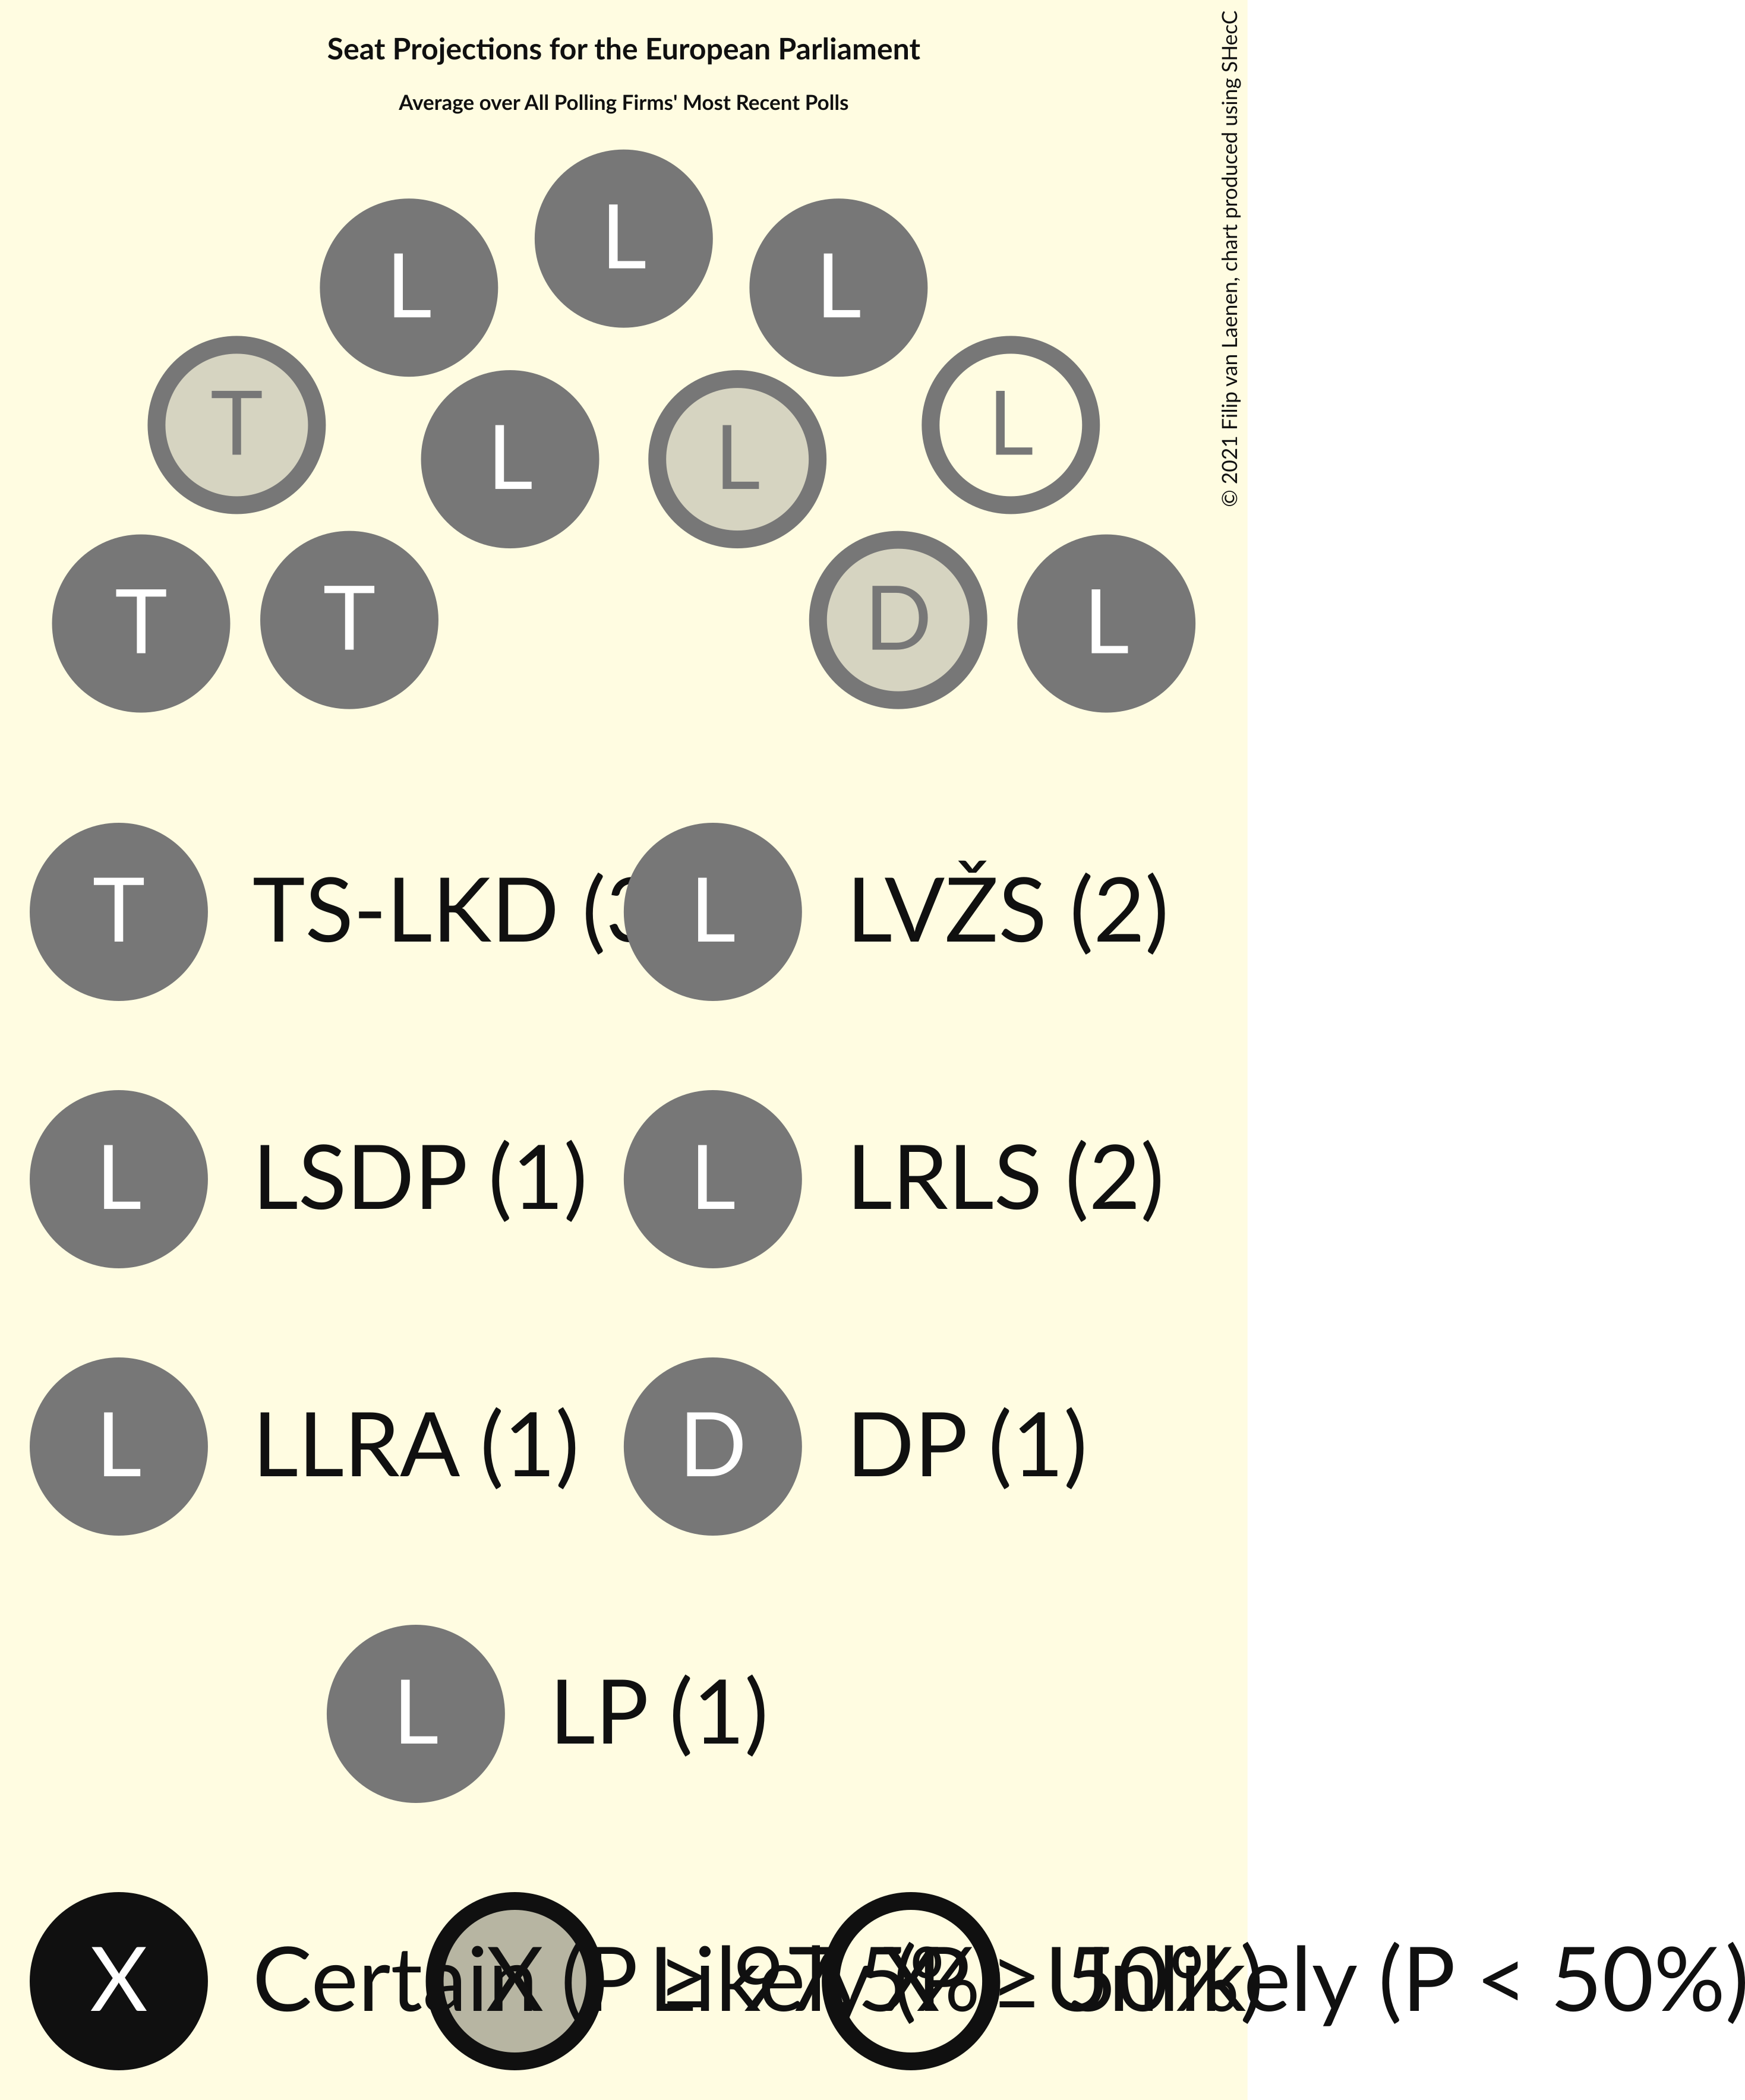 Seat Projections for the European Parliament
Average over All Polling Firms' Most Recent Polls
© 2021 Filip van Laenen, chart produced using SHecC
L
L L
T L
L L
T T D L
T TS-LKD (3 L LVŽS (2)
L LSDP (1) L LRLS (2)
L LLRA (1) D DP (1)
L LP (1)
X Certain (P ≥ 97.5%) X Likely (P ≥ 50%) X Unlikely (P < 50%)